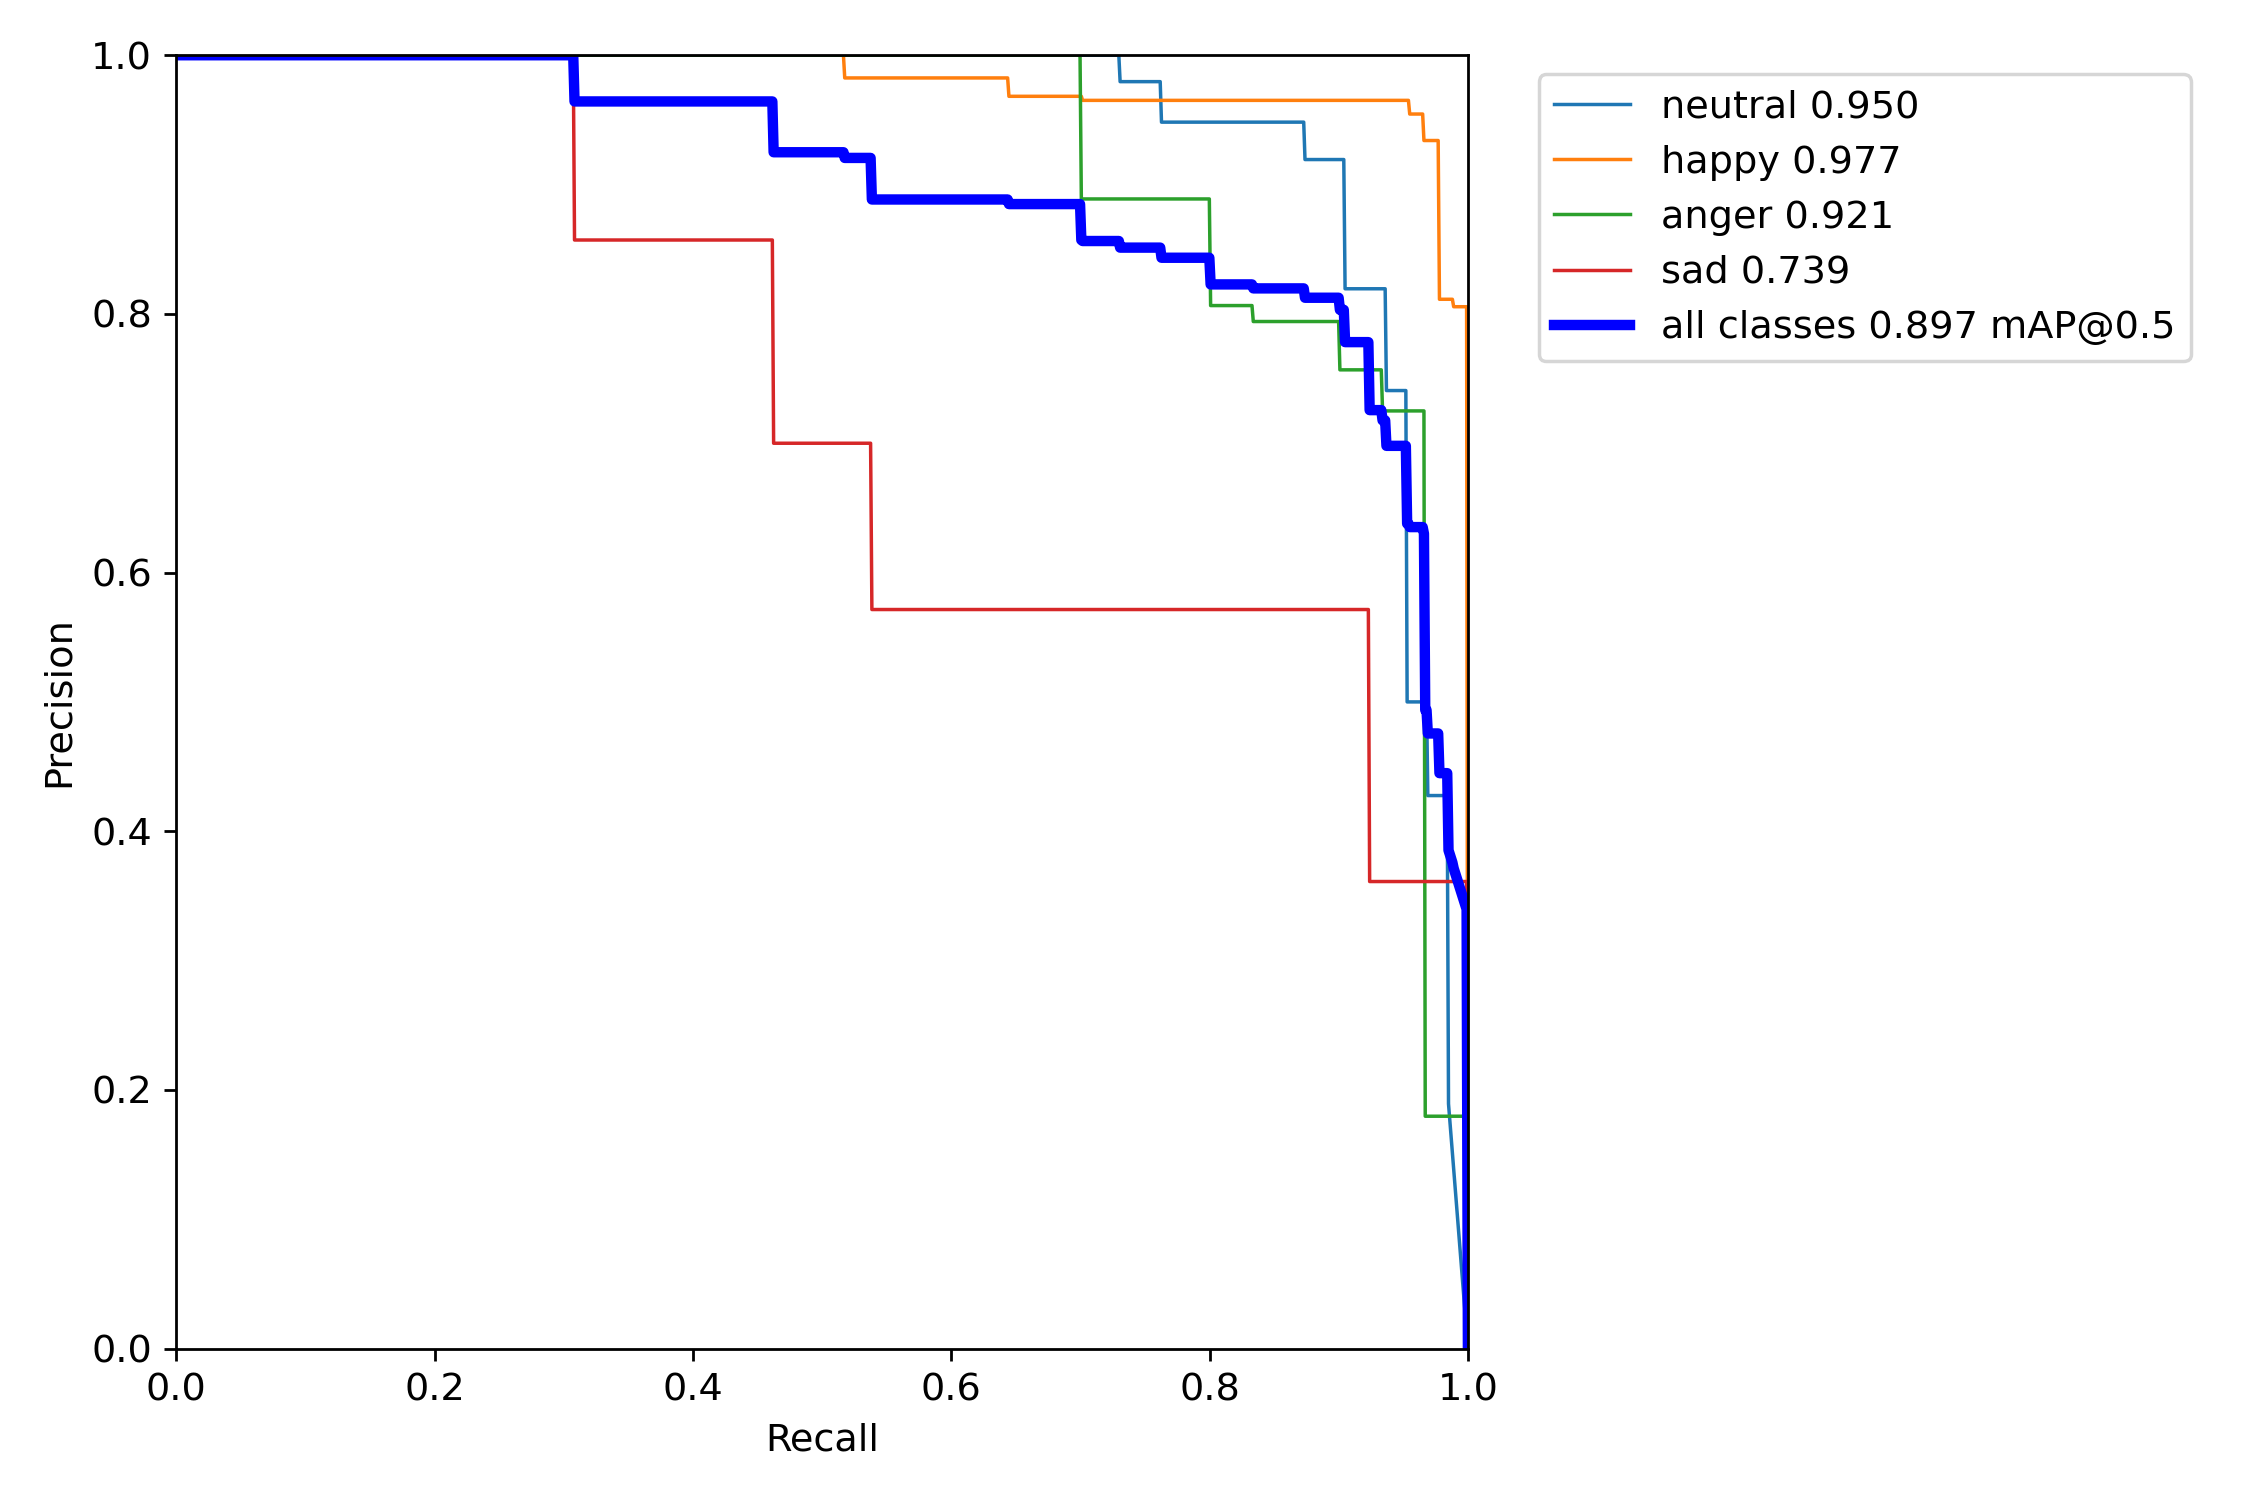 1.0
0.8
0.6
0.4
0.2
0.0
0.0 0.2 0.4 0.6 0.8 1.0
Precision
Recall
neutral 0.950
happy 0.977
anger 0.921
sad 0.739
all classes 0.897 mAP@0.5